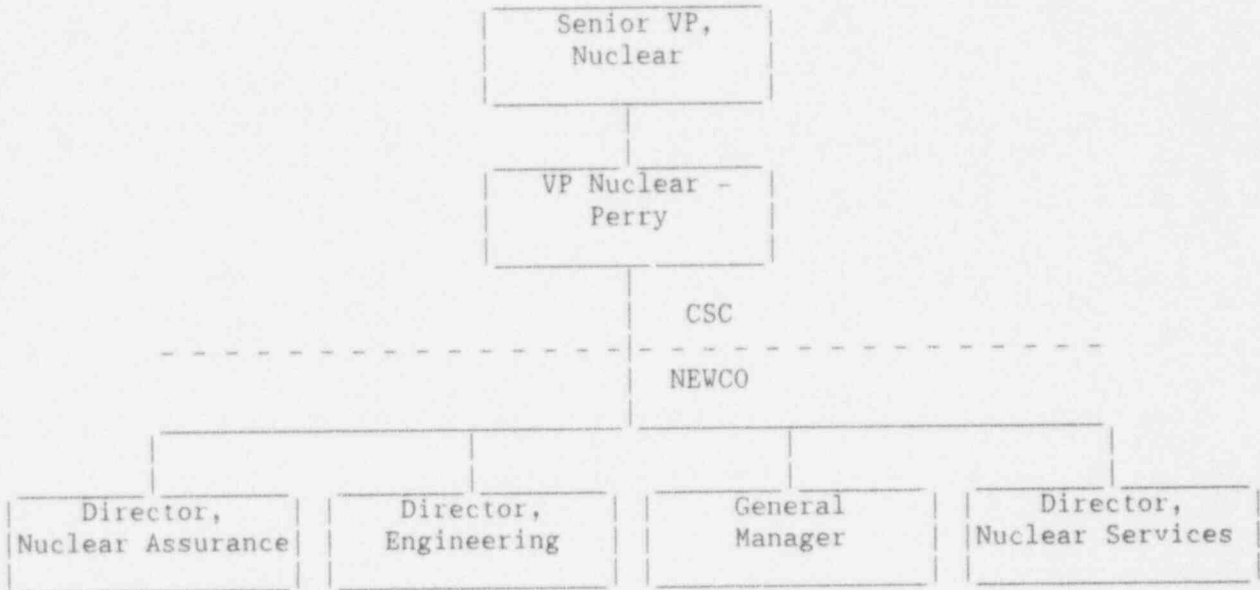 Senior VP,
Nuclear
VP Nuclear -
Perry
CSC
NEWCO
Director,
Nuclear Assurance
Director,
Engineering
General
Manager
Director,
Nuclear Services